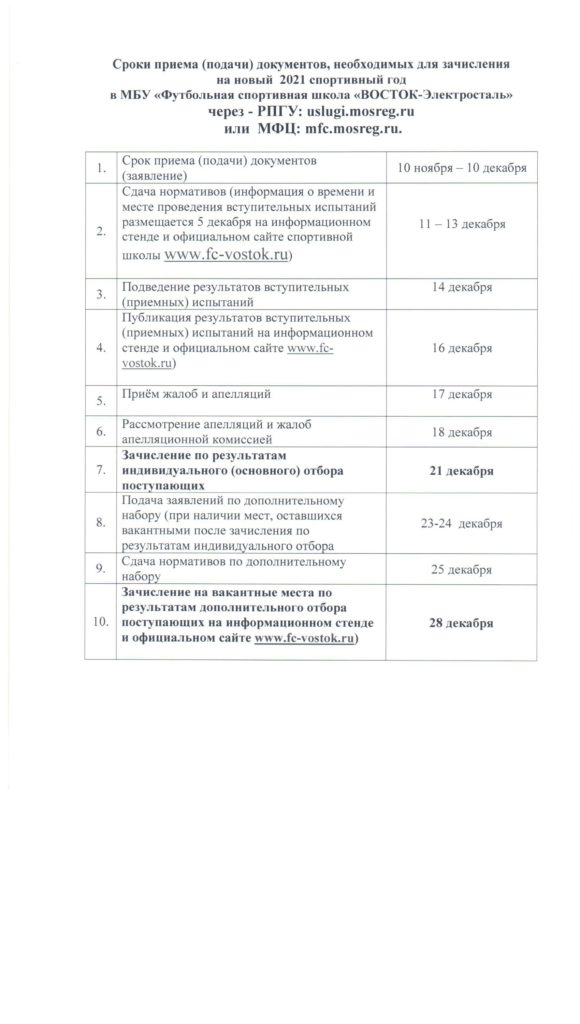 Сроки приема (подачи) документов, необходимых для зачисления
на новый 2021 спортивный год
в МБУ «Футбольная спортивная школа «ВОСТОК-Электросталь»
через - РПГУ: uslugi.mosreg.ru
или МФЦ: mfc.mosreg.ru.
1.
Срок приема (подачи) документов
(заявление)
10 ноября – 10 декабря
2.
Сдача нормативов (информация о времени и
месте проведения вступительных испытаний
размещается 5 декабря на информационном
стенде и официальном сайте спортивной
школы www.fc-vostok.ru)
11 – 13 декабря
3.
Подведение результатов вступительных
(приемных) испытаний
14 декабря
4.
Публикация результатов вступительных
(приемных) испытаний на информационном
стенде и официальном сайте www.fc-
vostok.ru)
16 декабря
5.
Приём жалоб и апелляций
17 декабря
6.
Рассмотрение апелляций и жалоб
апелляционной комиссией
18 декабря
7.
Зачисление по результатам
индивидуального (основного) отбора
поступающих
21 декабря
8.
Подача заявлений по дополнительному
набору (при наличии мест, оставшихся
вакантными после зачисления по
результатам индивидуального отбора
23-24 декабря
9.
Сдача нормативов по дополнительному
набору
25 декабря
10.
Зачисление на вакантные места по
результатам дополнительного отбора
поступающих на информационном стенде
и официальном сайте www.fc-vostok.ru)
28 декабря